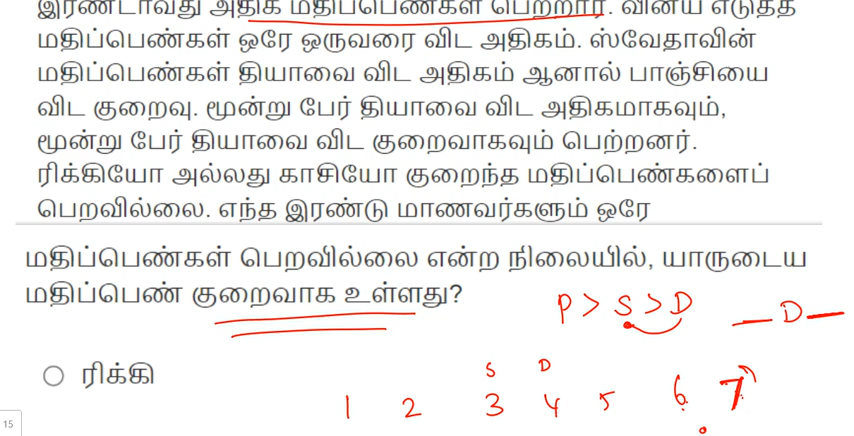 இரண்டாவது அதிக மதிப்பெண்கள் பெற்றார். வினய் எடுத்த
மதிப்பெண்கள் ஒரே ஒருவரை விட அதிகம். ஸ்வேதாவின்
மதிப்பெண்கள் தியாவை விட அதிகம் ஆனால் பாஞ்சியை
விட குறைவு. மூன்று பேர் தியாவை விட அதிகமாகவும்,
மூன்று பேர் தியாவை விட குறைவாகவும் பெற்றனர்.
ரிக்கியோ அல்லது காசியோ குறைந்த மதிப்பெண்களைப்
பெறவில்லை. எந்த இரண்டு மாணவர்களும் ஒரே
மதிப்பெண்கள் பெறவில்லை என்ற நிலையில், யாருடைய
மதிப்பெண் குறைவாக உள்ளது?
P > S > D __ D __
ரிக்கி
S D
1 2 3 4 5 6 7
15